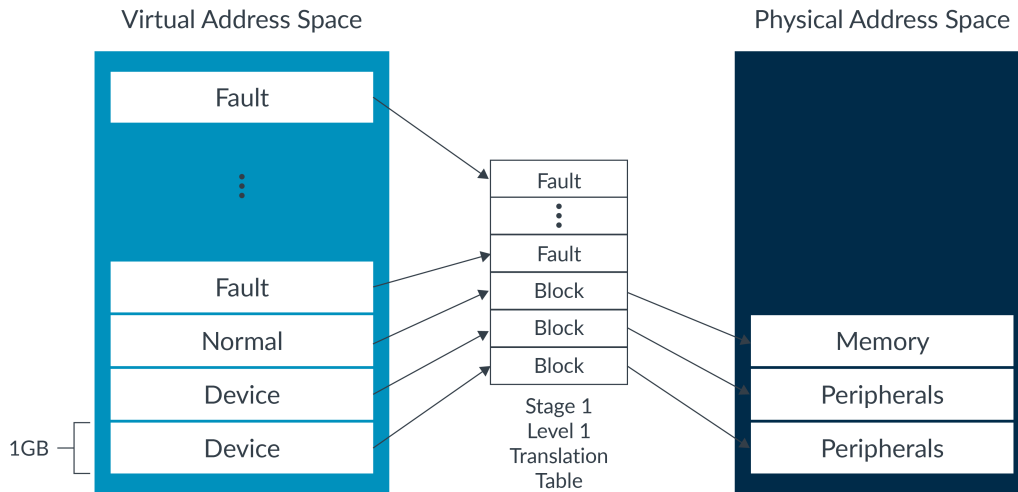 Virtual Address Space
Physical Address Space
Fault
Fault
Normal
Device
Device
1GB
Fault
Fault
Block
Block
Block
Stage 1
Level 1
Translation
Table
Memory
Peripherals
Peripherals